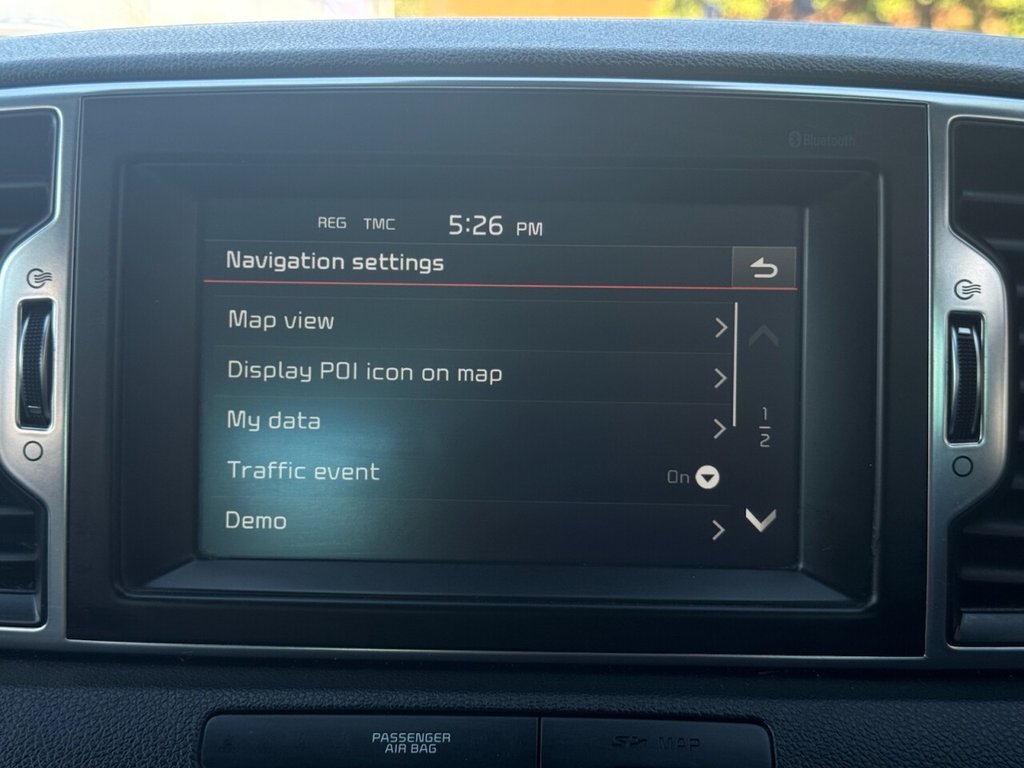 Bluetooth
REG TMC 5:26 PM
Navigation settings
Map view
Display POI icon on map
My data
1
2
Traffic event On
Demo
PASSENGER
AIR BAG
SD MAP